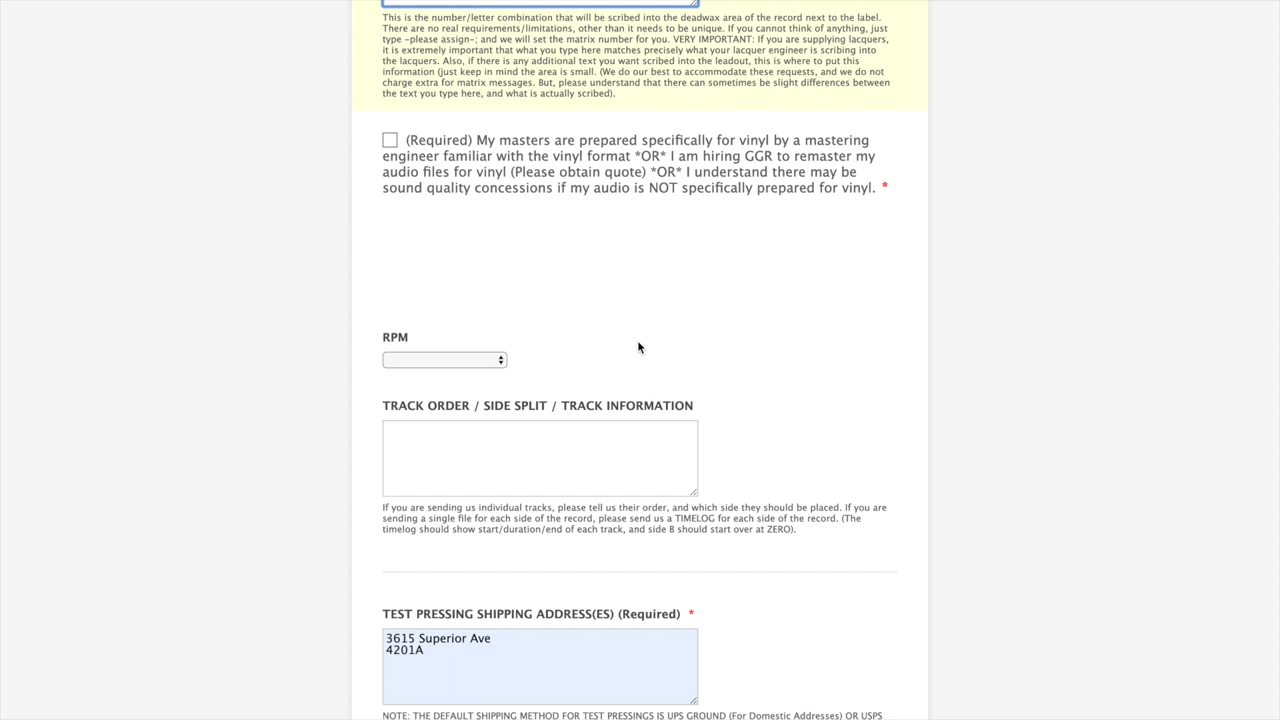 This is the number/letter combination that will be scribed into the deadwax area of the record next to the label.
There are no real requirements/limitations, other than it needs to be unique. If you cannot think of anything, just
type -please assign-; and we will set the matrix number for you. VERY IMPORTANT: If you are supplying lacquers,
it is extremely important that what you type here matches precisely what your lacquer engineer is scribing into
the lacquers. Also, if there is any additional text you want scribed into the leadout, this is where to put this
information (just keep in mind the area is small. (We do our best to accommodate these requests, and we do not
charge extra for matrix messages. But, please understand that there can sometimes be slight differences between
the text you type here, and what is actually scribed).
(Required) My masters are prepared specifically for vinyl by a mastering
engineer familiar with the vinyl format *OR* I am hiring GGR to remaster my
audio files for vinyl (Please obtain quote) *OR* I understand there may be
sound quality concessions if my audio is NOT specifically prepared for vinyl. *
RPM
TRACK ORDER / SIDE SPLIT / TRACK INFORMATION
If you are sending us individual tracks, please tell us their order, and which side they should be placed. If you are
sending a single file for each side of the record, please send us a TIMELOG for each side of the record. (The
timelog should show start/duration/end of each track, and side B should start over at ZERO).
TEST PRESSING SHIPPING ADDRESS(ES) (Required) *
3615 Superior Ave
4201A
NOTE: THE DEFAULT SHIPPING METHOD FOR TEST PRESSINGS IS UPS GROUND (For Domestic Addresses) OR USPS